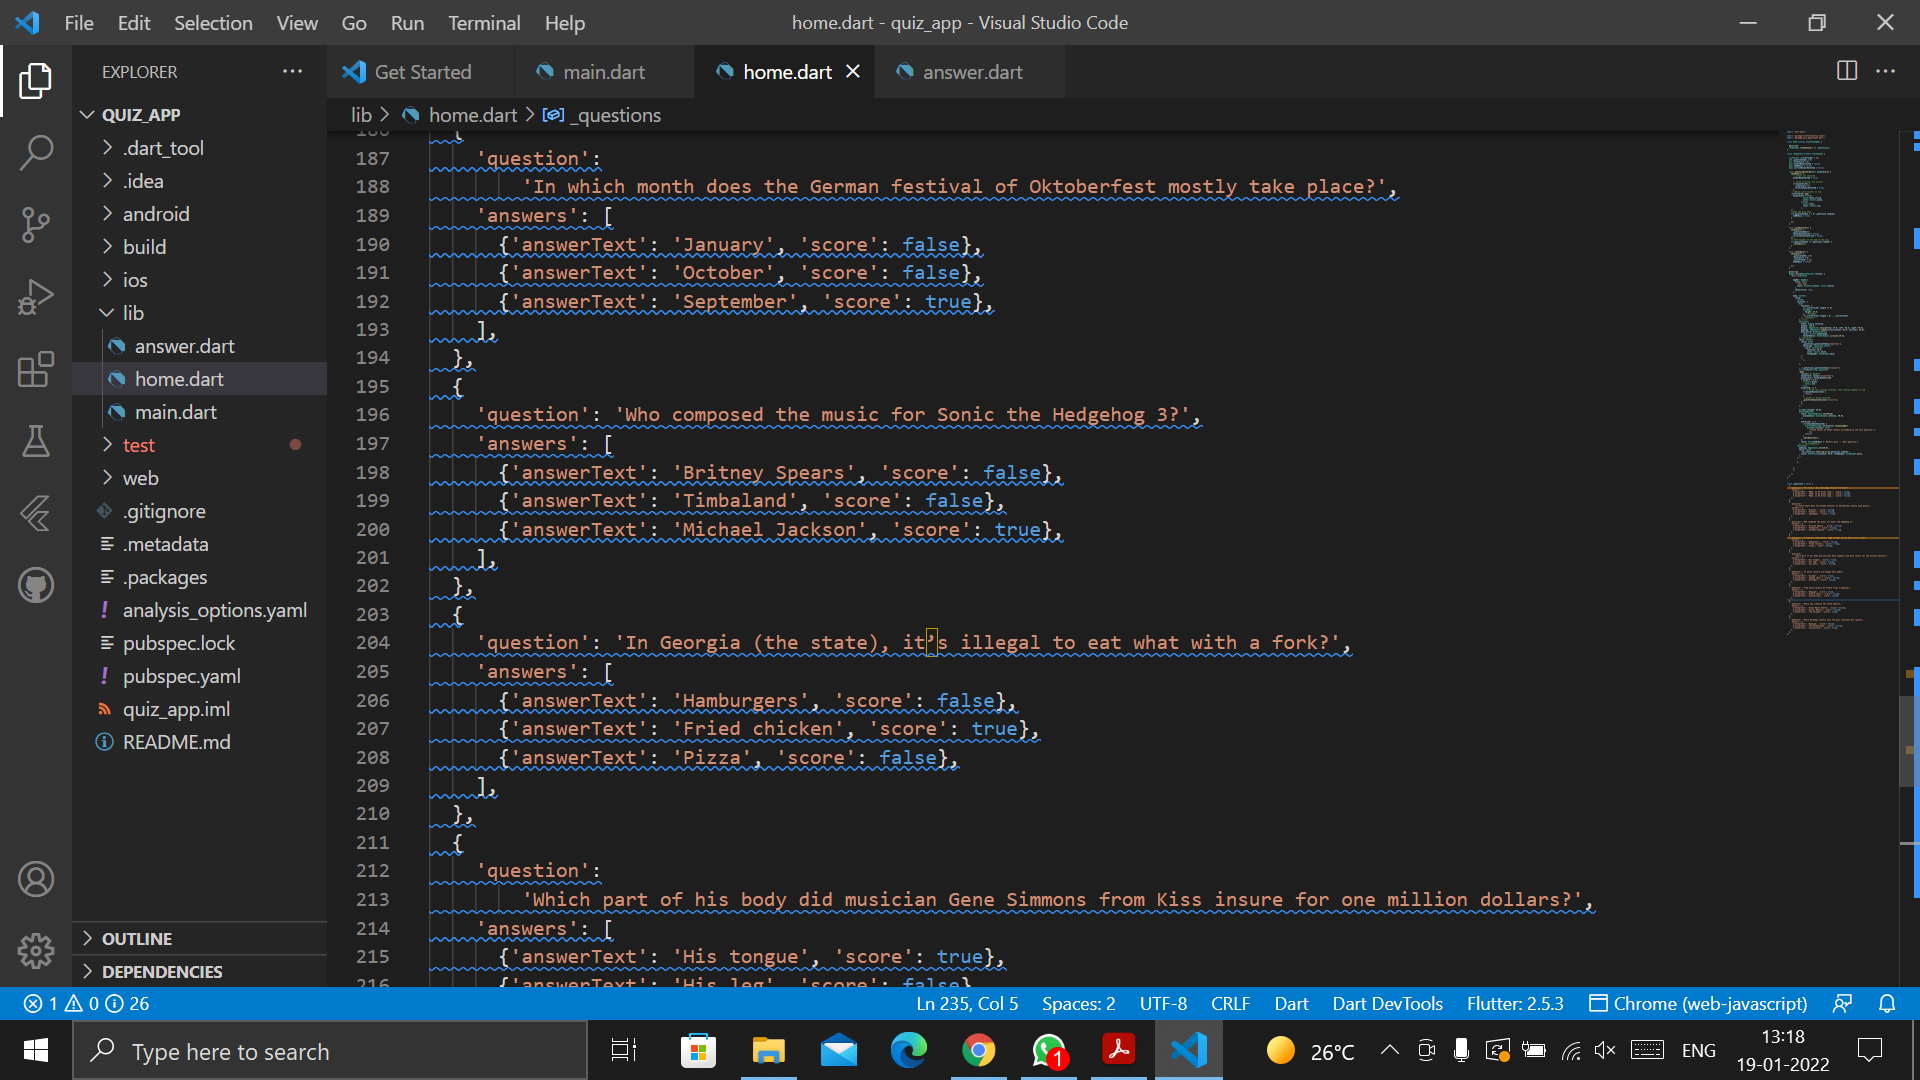 File Edit Selection View Go Run Terminal Help
home.dart - quiz_app - Visual Studio Code
EXPLORER
QUIZ_APP
.dart_tool
.idea
android
build
ios
lib
answer.dart
home.dart
main.dart
test
web
.gitignore
.metadata
.packages
analysis_options.yaml
pubspec.lock
pubspec.yaml
quiz_app.iml
README.md
OUTLINE
DEPENDENCIES
Get Started main.dart home.dart answer.dart
lib > home.dart > _questions
186 {
187 'question':
188 'In which month does the German festival of Oktoberfest mostly take place?',
189 'answers': [
190 {'answerText': 'January', 'score': false},
191 {'answerText': 'October', 'score': false},
192 {'answerText': 'September', 'score': true},
193 ],
194 },
195 {
196 'question': 'Who composed the music for Sonic the Hedgehog 3?',
197 'answers': [
198 {'answerText': 'Britney Spears', 'score': false},
199 {'answerText': 'Timbaland', 'score': false},
200 {'answerText': 'Michael Jackson', 'score': true},
201 ],
202 },
203 {
204 'question': 'In Georgia (the state), it’s illegal to eat what with a fork?',
205 'answers': [
206 {'answerText': 'Hamburgers', 'score': false},
207 {'answerText': 'Fried chicken', 'score': true},
208 {'answerText': 'Pizza', 'score': false},
209 ],
210 },
211 {
212 'question':
213 'Which part of his body did musician Gene Simmons from Kiss insure for one million dollars?',
214 'answers': [
215 {'answerText': 'His tongue', 'score': true},
216 {'answerText': 'His leg', 'score': false}
1 0 26
Ln 235, Col 5 Spaces: 2 UTF-8 CRLF Dart Dart DevTools Flutter: 2.5.3 Chrome (web-javascript)
Type here to search
1
26°C
ENG
13:18
19-01-2022